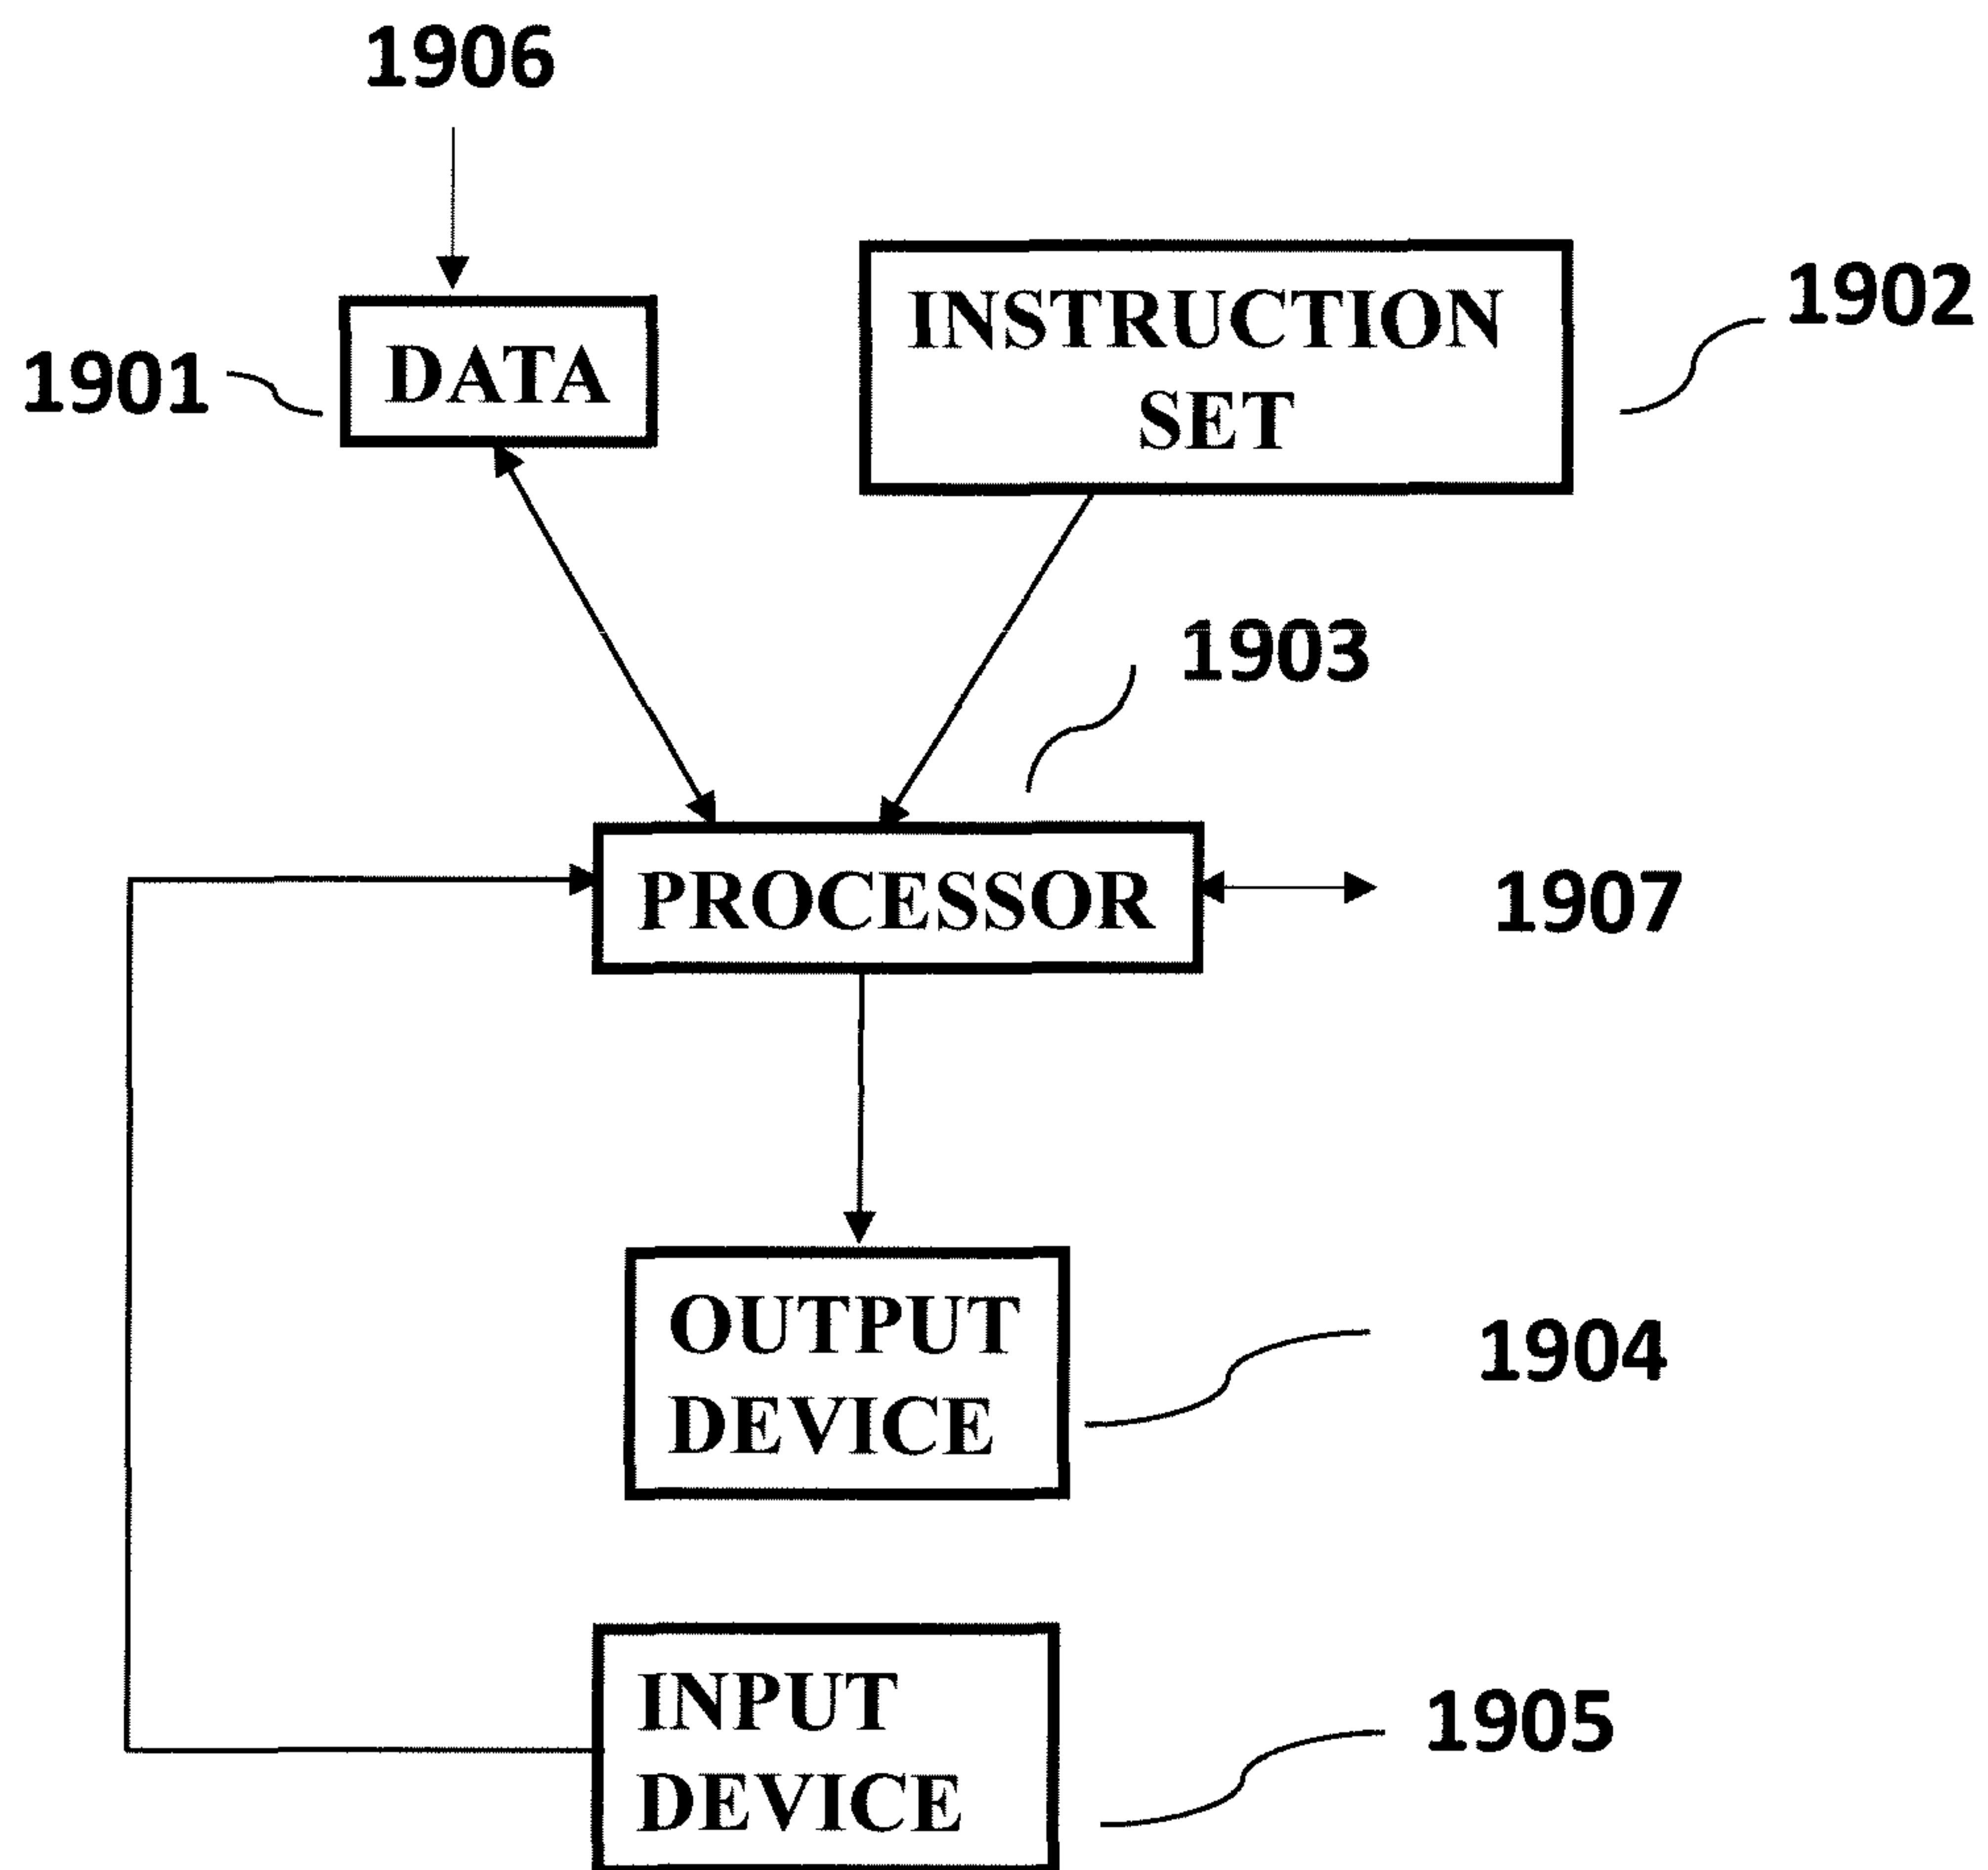 1906
INSTRUCTION
SET
1902
DATA
1901
1903
PROCESSOR
1907
OUTPUT
DEVICE
1904
INPUT
DEVICE
1905